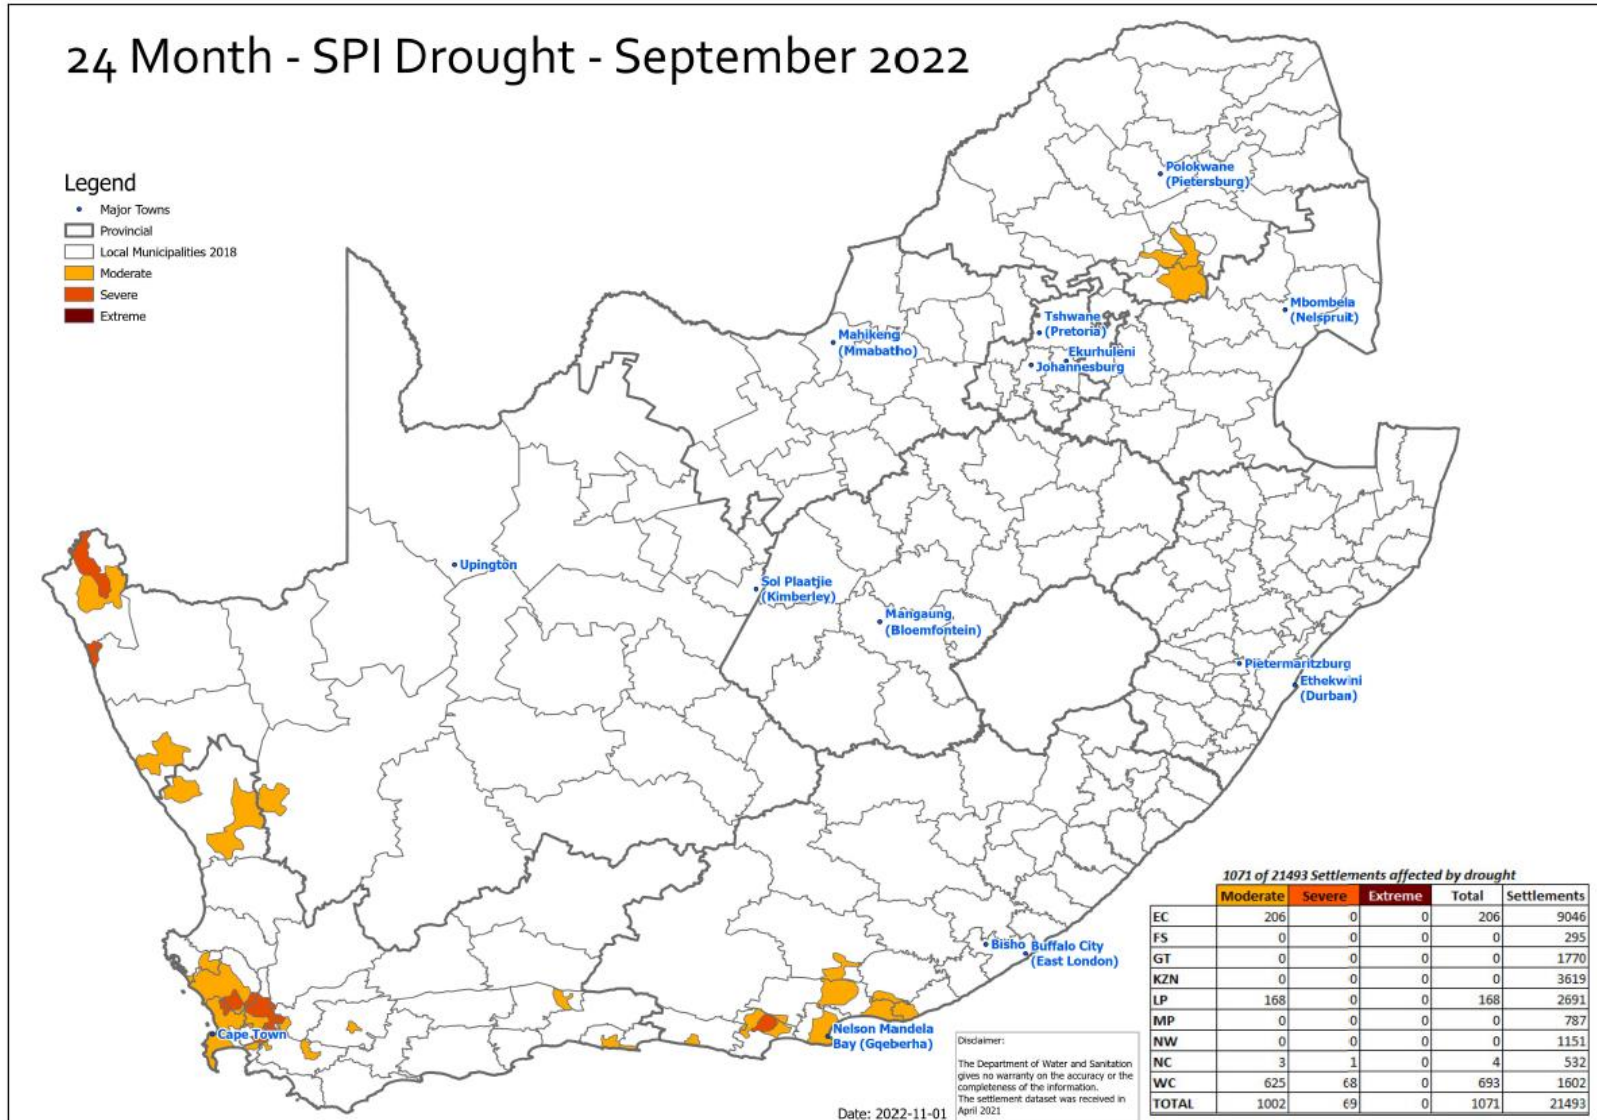 24 Month - SPI Drought - September 2022
Legend
Major Towns
Provincial
Local Municipalities 2018
Moderate
Severe
Extreme
Polokwane
(Pietersburg)
Mbombela
(Nelspruit)
Tshwane
(Pretoria)
Ekurhuleni
Johannesburg
Mahikeng
(Mmabatho)
Upington
Sol Plaatjie
(Kimberley)
Mangaung
(Bloemfontein)
Pietermaritzburg
Ethekwini
(Durban)
Bisho
Buffalo City
(East London)
Cape Town
Nelson Mandela
Bay (Gqeberha)
Disclaimer:
The Department of Water and Sanitation
gives no warranty on the accuracy or the
completeness of the information.
The settlement dataset was received in
April 2021
Date: 2022-11-01
1071 of 21493 Settlements affected by drought
Moderate Severe Extreme Total Settlements
EC 206 0 0 206 9046
FS 0 0 0 0 295
GT 0 0 0 0 1770
KZN 0 0 0 0 3619
LP 168 0 0 168 2691
MP 0 0 0 0 787
NW 0 0 0 0 1151
NC 3 1 0 4 532
WC 625 68 0 693 1602
TOTAL 1002 69 0 1071 21493